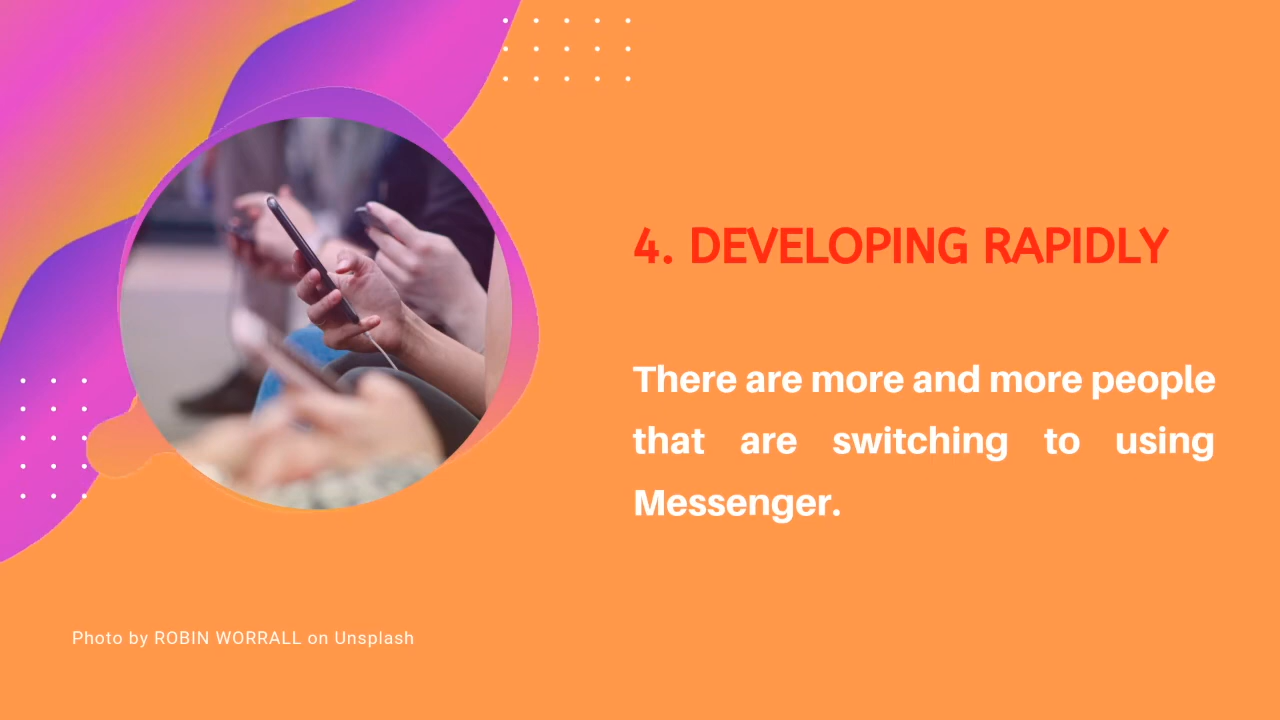 4. DEVELOPING RAPIDLY
There are more and more people
that are switching to using
Messenger.
Photo by ROBIN WORRALL on Unsplash